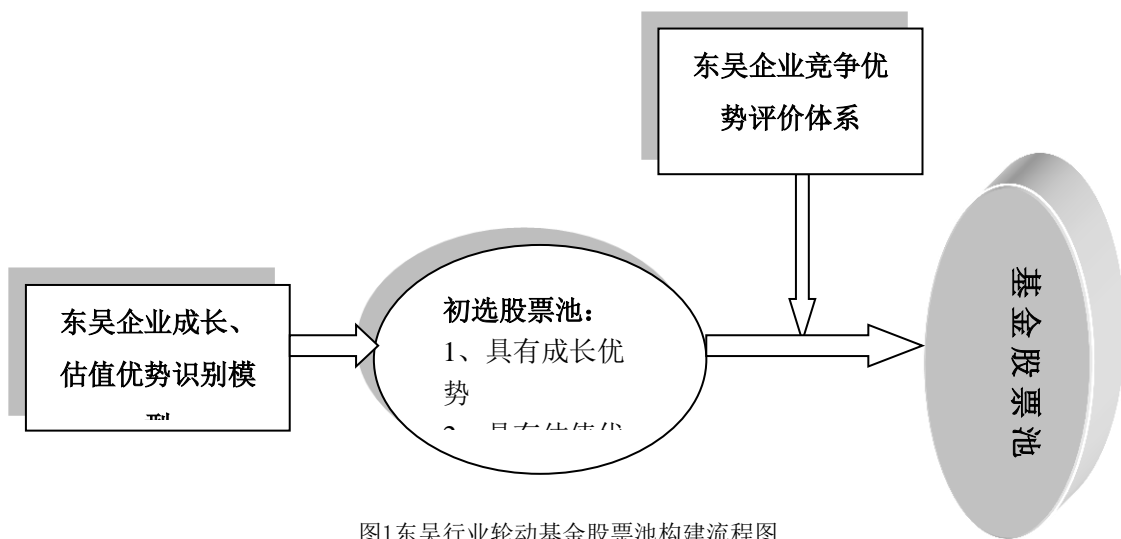 东吴企业竞争优
势评价体系
东吴企业成长、
估值优势识别模
初选股票池：
1、具有成长优
势
基金股票池
图1东吴行业轮动基金股票池构建流程图